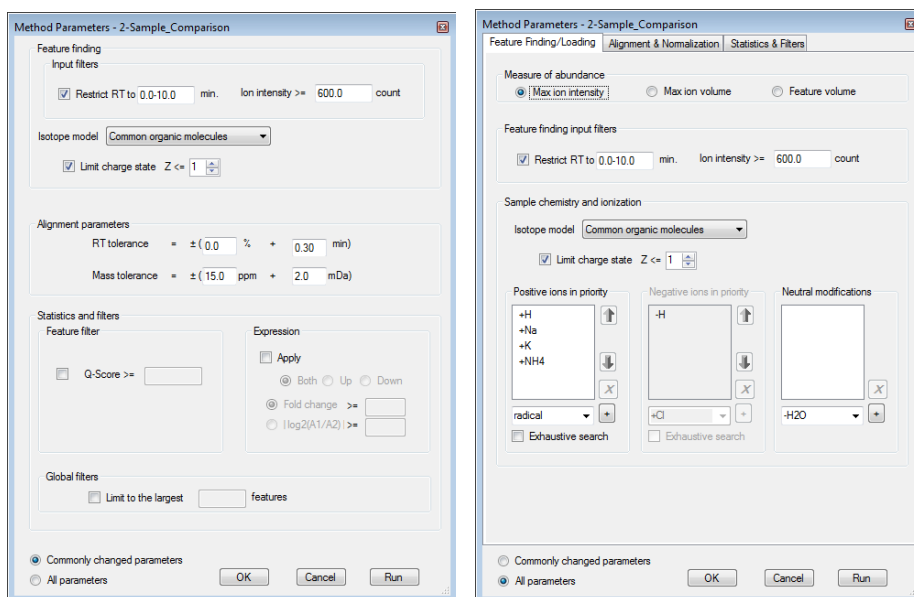 Method Parameters - 2-Sample_Comparison
Feature finding
Input filters
Restrict RT to 0.0-10.0 min. Ion intensity >= 600.0 count
Isotope model Common organic molecules
Limit charge state Z <= 1
Alignment parameters
RT tolerance = ± ( 0.0 % + 0.30 min)
Mass tolerance = ± ( 15.0 ppm + 2.0 mDa)
Statistics and filters
Feature filter
Q-Score >=
Expression
Apply
Both Up Down
Fold change >=
|log2(A1/A2)| >=
Global filters
Limit to the largest features
Commonly changed parameters
All parameters
OK Cancel Run
Method Parameters - 2-Sample_Comparison
Feature Finding/Loading Alignment & Normalization Statistics & Filters
Measure of abundance
Max ion intensity Max ion volume Feature volume
Feature finding input filters
Restrict RT to 0.0-10.0 min. Ion intensity >= 600.0 count
Sample chemistry and ionization
Isotope model Common organic molecules
Limit charge state Z <= 1
Positive ions in priority
+H
+Na
+K
+NH4
X
radical +
Exhaustive search
Negative ions in priority
-H
X
+Cl +
Exhaustive search
Neutral modifications
X
-H2O +
Commonly changed parameters
All parameters
OK Cancel Run